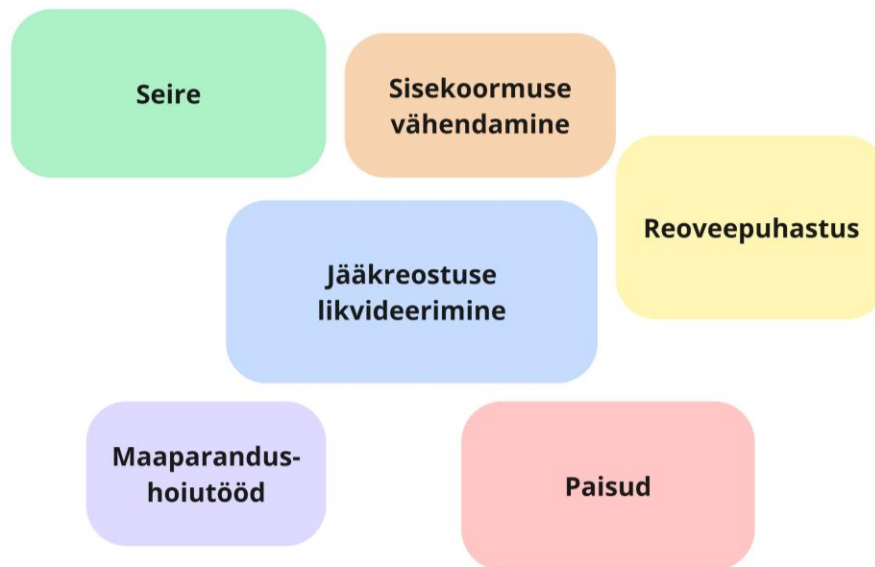 Seire
Sisekoormuse
vähendamine
Reoveepuhastus
Jääkreostuse
likvideerimine
Maaparandus-
hoiutööd
Paisud